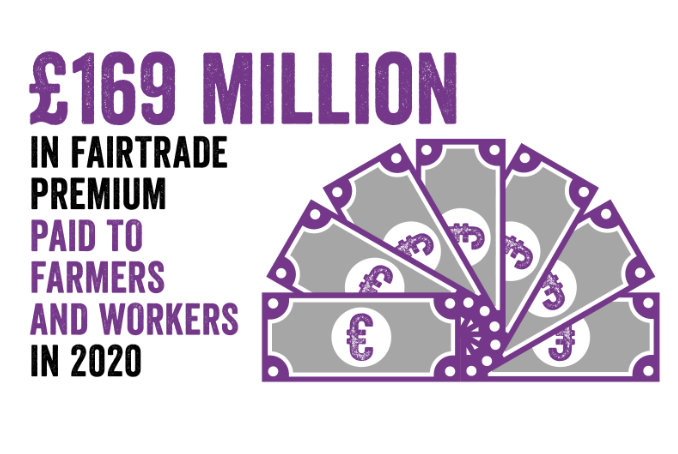 £169 MILLION
IN FAIRTRADE
PREMIUM
PAID TO
FARMERS
AND WORKERS
IN 2020
€
€
€
€
€
€
€